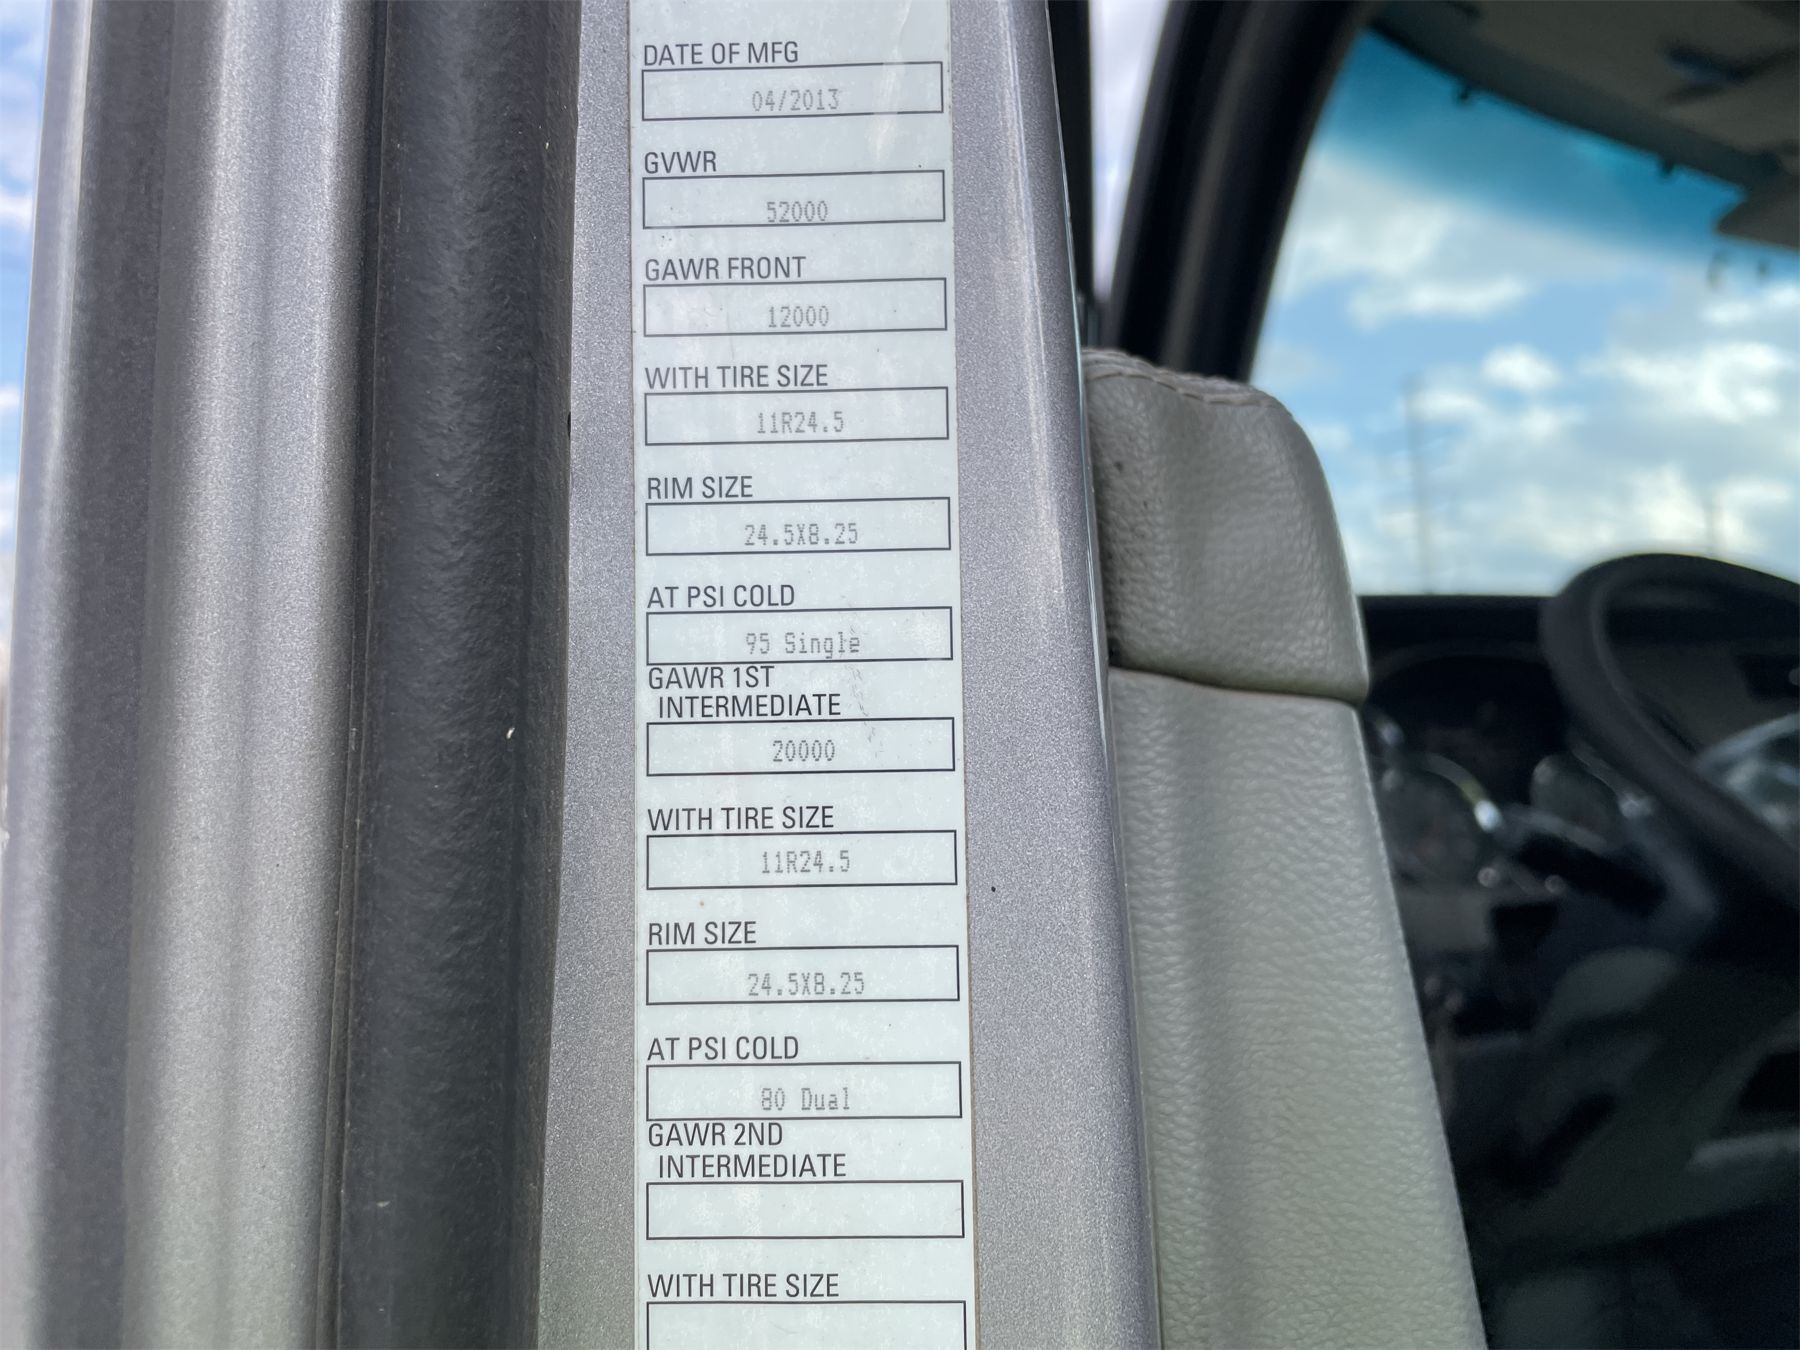 DATE OF MFG
04/2013
GVWR
52000
GAWR FRONT
12000
WITH TIRE SIZE
11R24.5
RIM SIZE
24.5X8.25
AT PSI COLD
95 Single
GAWR 1ST
INTERMEDIATE
20000
WITH TIRE SIZE
11R24.5
RIM SIZE
24.5X8.25
AT PSI COLD
80 Dual
GAWR 2ND
INTERMEDIATE
WITH TIRE SIZE